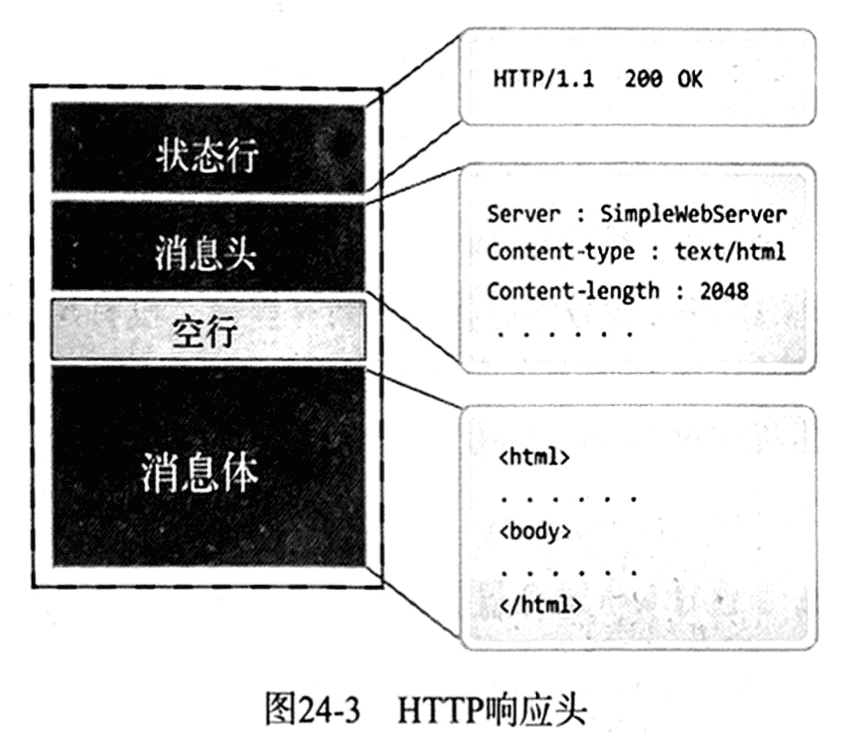 状态行
HTTP/1.1 200 OK
消息头
Server : SimpleWebServer
Content-type : text/html
Content-length : 2048
. . . . . .
空行
消息体
<html>
. . . . . .
<body>
. . . . . .
</html>
图24-3 HTTP响应头